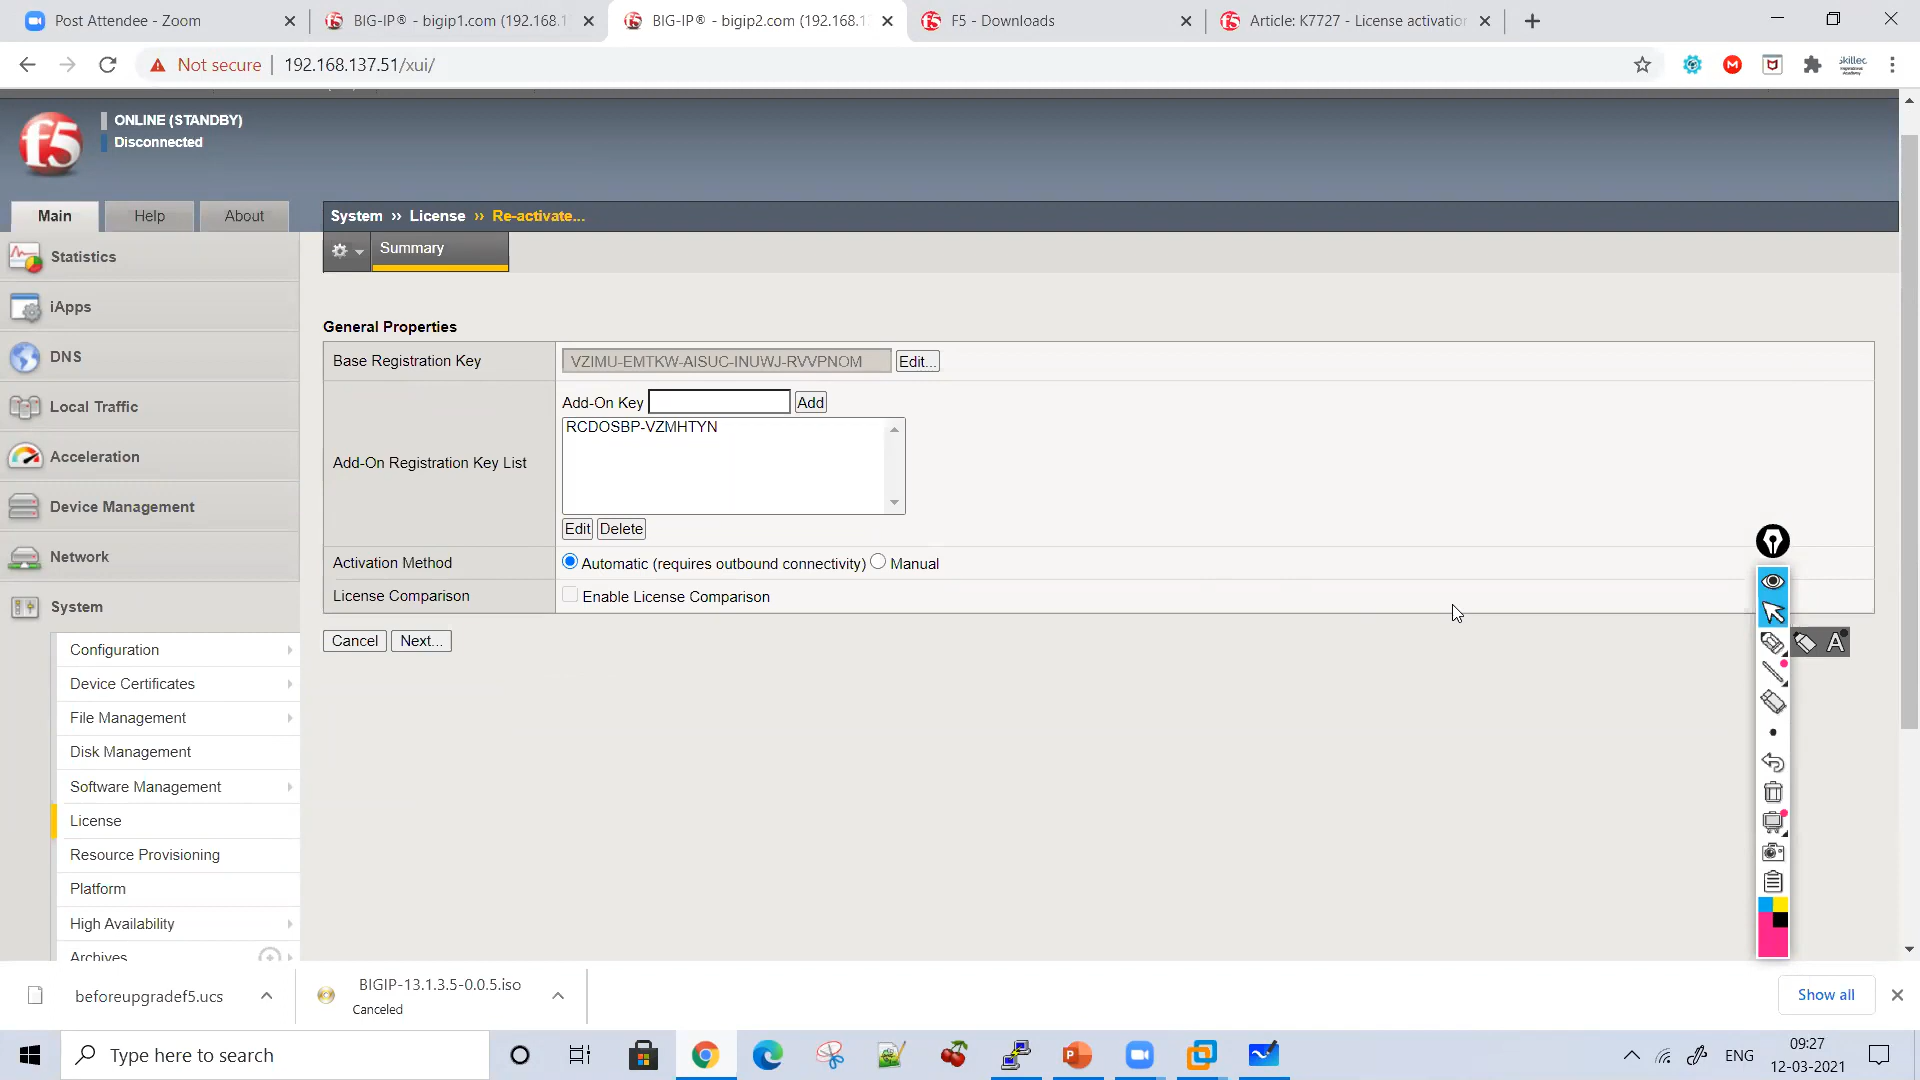 Post Attendee - Zoom
BIG-IP® - bigip1.com (192.168.1
BIG-IP® - bigip2.com (192.168.1
F5 - Downloads
Article: K7727 - License activation
Not secure
192.168.137.51/xui/
skillec
f5
ONLINE (STANDBY)
Disconnected
Main
Help
About
System ›› License ›› Re-activate...
Summary
Statistics
iApps
DNS
Local Traffic
Acceleration
Device Management
Network
System
Configuration
Device Certificates
File Management
Disk Management
Software Management
License
Resource Provisioning
Platform
High Availability
Archives
General Properties
Base Registration Key
VZIMU-EMTKW-AISUC-INUWJ-RVVPNOM
Edit...
Add-On Registration Key List
Add-On Key
Add
RCDOSBP-VZMHTYN
Edit
Delete
Activation Method
Automatic (requires outbound connectivity)
Manual
License Comparison
Enable License Comparison
Cancel
Next...
A
beforeupgradef5.ucs
BIGIP-13.1.3.5-0.0.5.iso
Canceled
Show all
Type here to search
ENG
09:27
12-03-2021